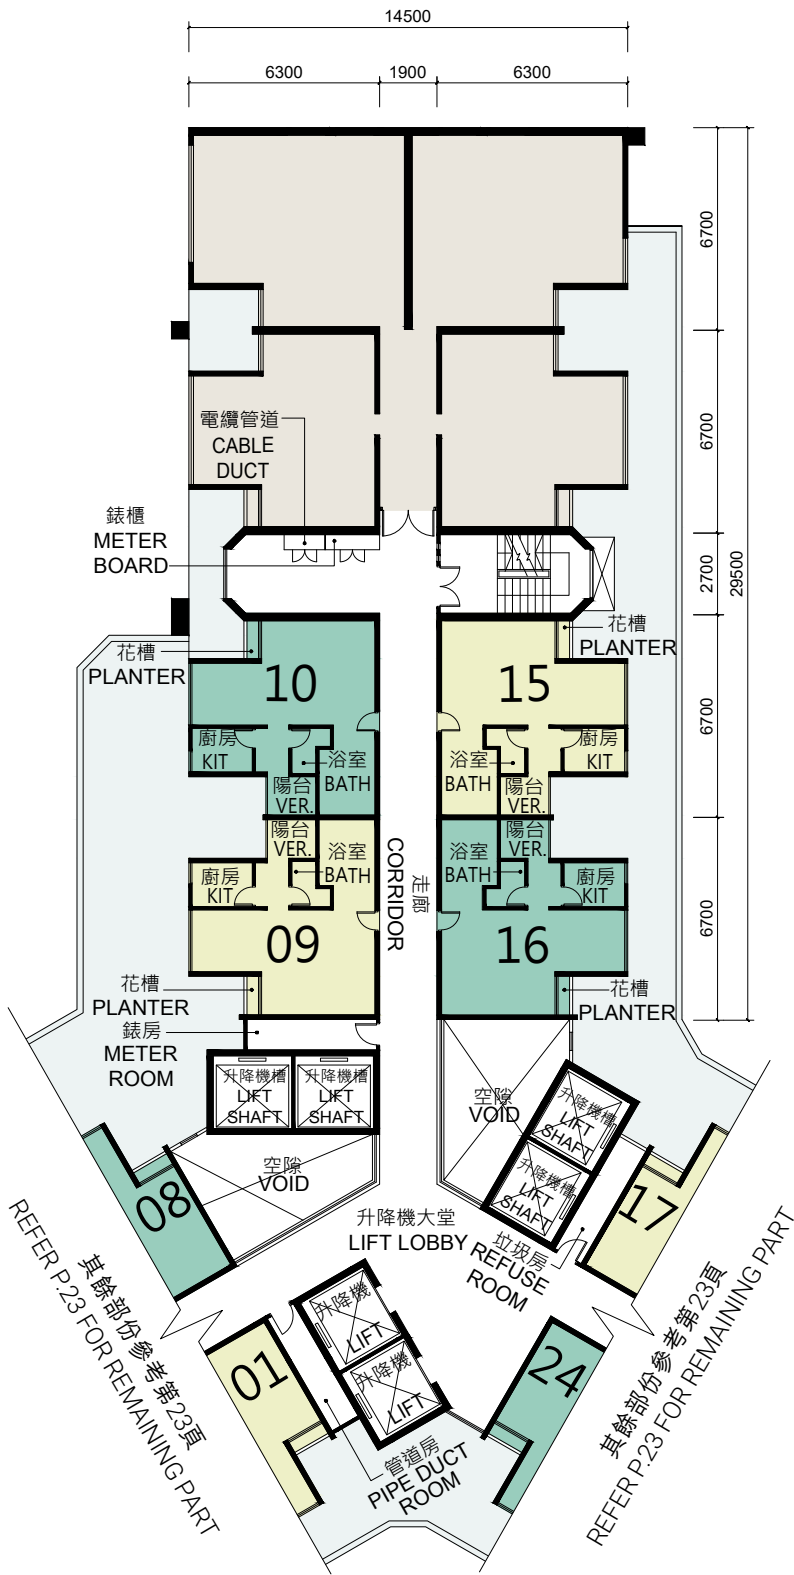 14500
6300
1900
6300
6700
6700
2700
29500
6700
6700
電纜管道
CABLE
DUCT
錶櫃
METER
BOARD
花槽
PLANTER
花槽
PLANTER
10
15
廚房
KIT
浴室
BATH
陽台
VER.
浴室
BATH
陽台
VER.
廚房
KIT
陽台
VER.
浴室
BATH
廚房
KIT
陽台
VER.
浴室
BATH
廚房
KIT
09
走廊
CORRIDOR
16
花槽
PLANTER
花槽
PLANTER
錶房
METER
ROOM
升降機槽
LIFT
SHAFT
升降機槽
LIFT
SHAFT
空隙
VOID
升降機槽
LIFT
SHAFT
升降機槽
LIFT
SHAFT
空隙
VOID
08
17
升降機大堂
LIFT LOBBY
垃圾房
REFUSE
ROOM
其餘部份參考第23頁
REFER P.23 FOR REMAINING PART
其餘部份參考第23頁
REFER P.23 FOR REMAINING PART
升降機
LIFT
升降機
LIFT
01
24
管道房
PIPE DUCT
ROOM